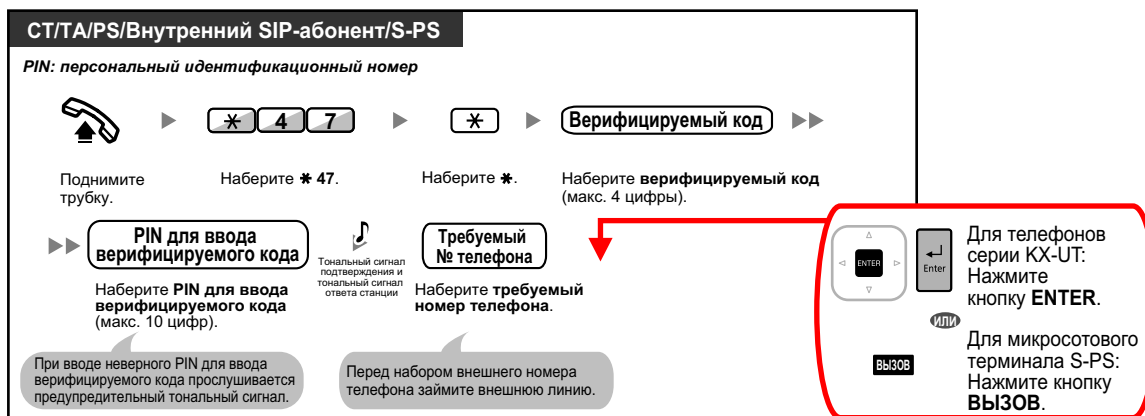 СТ/ТА/PS/Внутренний SIP-абонент/S-PS
PIN: персональный идентификационный номер
✱ 4 7
✱
Верифицируемый код
Поднимите
трубку.
Наберите ✱ 47.
Наберите ✱.
Наберите верифицируемый код
(макс. 4 цифры).
PIN для ввода
верифицируемого кода
Наберите PIN для ввода
верифицируемого кода
(макс. 10 цифр).
При вводе неверного PIN для ввода
верифицируемого кода прослушивается
предупредительный тональный сигнал.
Тональный сигнал
подтверждения и
тональный сигнал
ответа станции
Требуемый
№ телефона
Наберите требуемый
номер телефона.
Перед набором внешнего номера
телефона займите внешнюю линию.
ENTER
Enter
Для телефонов
серии KX-UT:
Нажмите
кнопку ENTER.
ИЛИ
ВЫЗОВ
Для микросотового
терминала S-PS:
Нажмите кнопку
ВЫЗОВ.